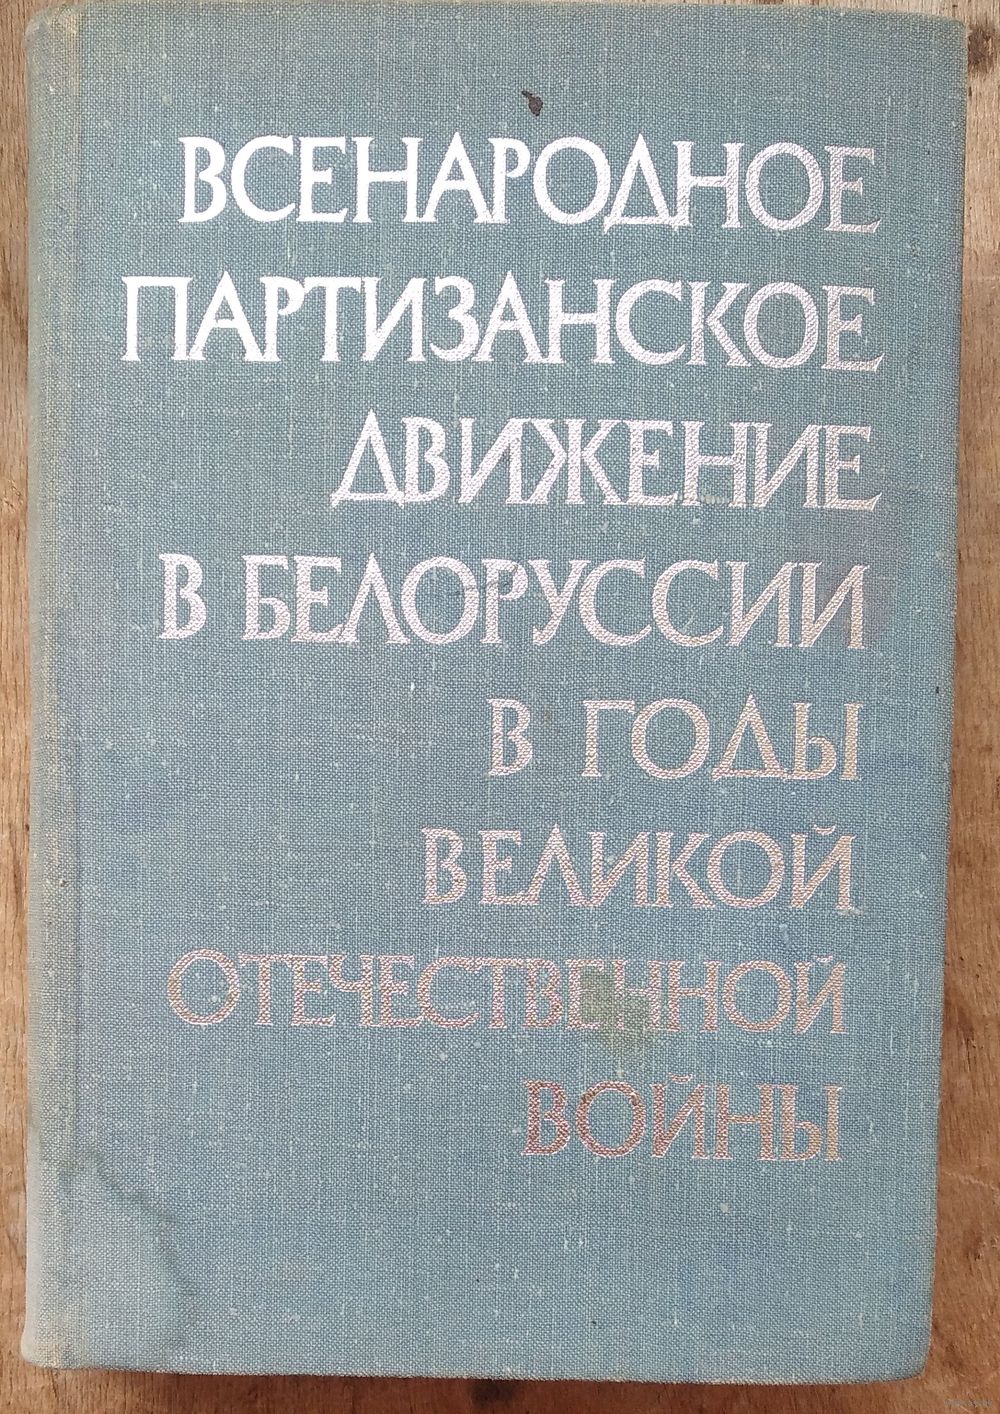 ВСЕНАРОДНОЕ
ПАРТИЗАНСКОЕ
ДВИЖЕНИЕ
В БЕЛОРУССИИ
В ГОДЫ
ВЕЛИКОЙ
ОТЕЧЕСТВЕННОЙ
ВОЙНЫ